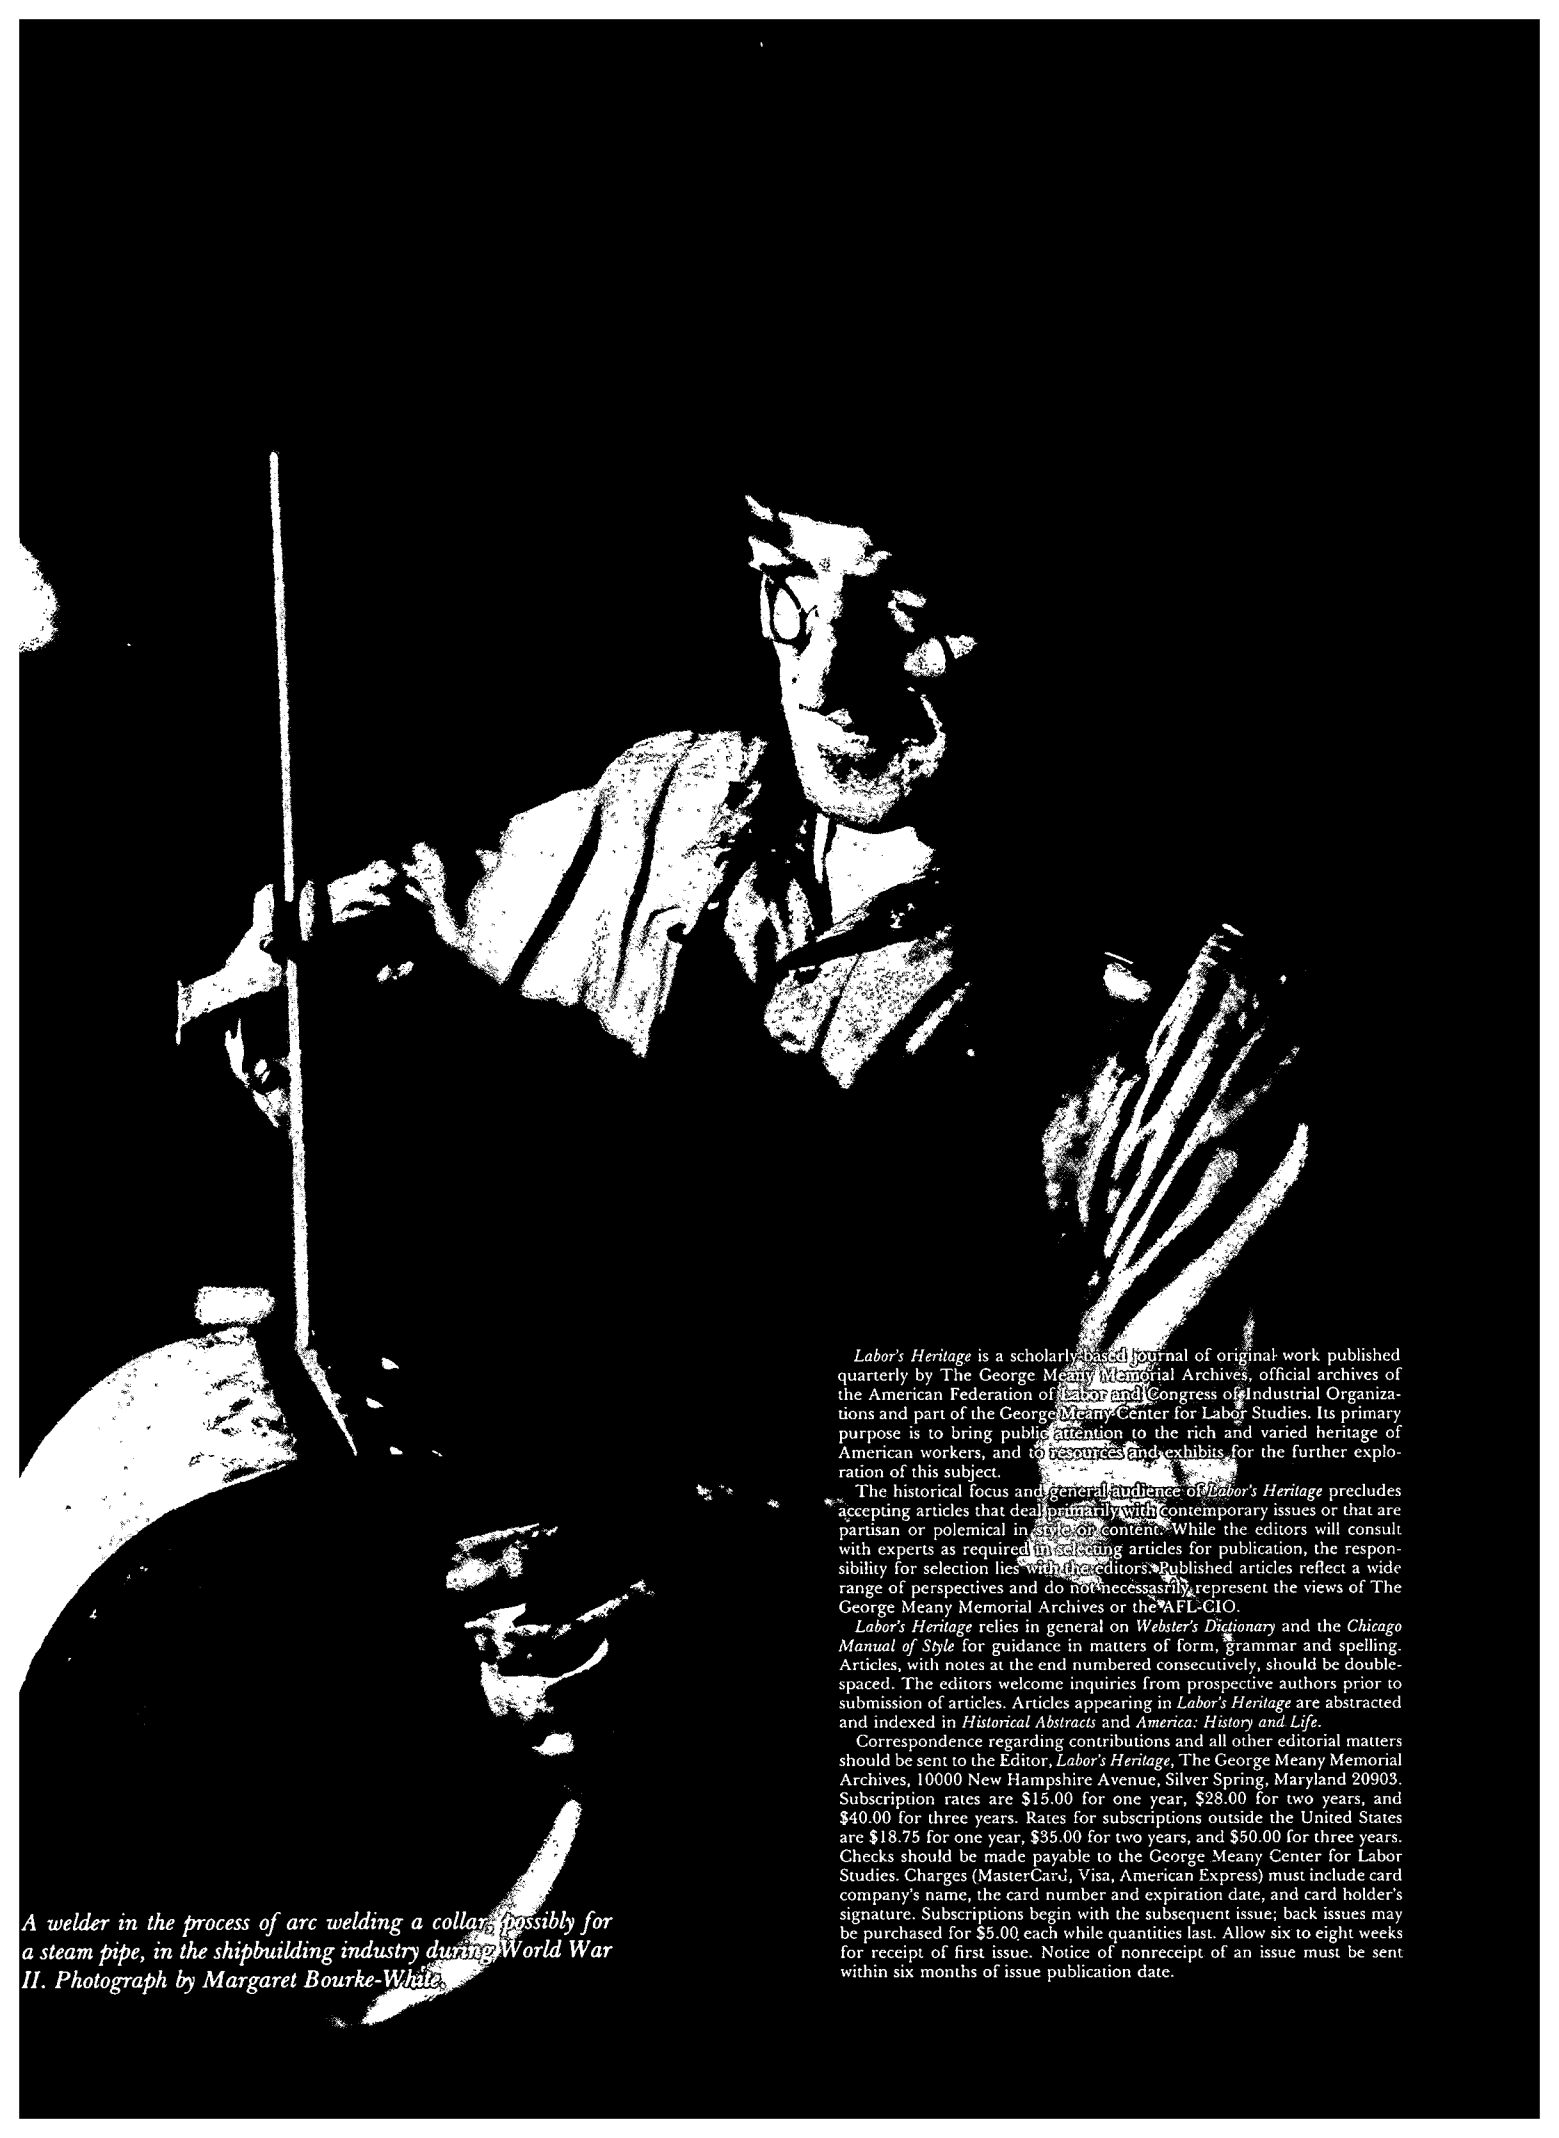 Labor's Heritage is a scholarly-based journal of original work published
quarterly by The George Meany Memorial Archives, official archives of
the American Federation of Labor and Congress of Industrial Organiza-
tions and part of the George Meany Center for Labor Studies. Its primary
purpose is to bring public attention to the rich and varied heritage of
American workers, and to resources and exhibits for the further explo-
ration of this subject.
The historical focus and general audience of Labor's Heritage precludes
accepting articles that deal primarily with contemporary issues or that are
partisan or polemical in style or content. While the editors will consult
with experts as required in selecting articles for publication, the respon-
sibility for selection lies with the editors. Published articles reflect a wide
range of perspectives and do not necessasrily represent the views of The
George Meany Memorial Archives or the AFL-CIO.
Labor's Heritage relies in general on Webster's Dictionary and the Chicago
Manual of Style for guidance in matters of form, grammar and spelling.
Articles, with notes at the end numbered consecutively, should be double-
spaced. The editors welcome inquiries from prospective authors prior to
submission of articles. Articles appearing in Labor's Heritage are abstracted
and indexed in Historical Abstracts and America: History and Life.
Correspondence regarding contributions and all other editorial matters
should be sent to the Editor, Labor's Heritage, The George Meany Memorial
Archives, 10000 New Hampshire Avenue, Silver Spring, Maryland 20903.
Subscription rates are $15.00 for one year, $28.00 for two years, and
$40.00 for three years. Rates for subscriptions outside the United States
are $18.75 for one year, $35.00 for two years, and $50.00 for three years.
Checks should be made payable to the George Meany Center for Labor
Studies. Charges (MasterCard, Visa, American Express) must include card
company's name, the card number and expiration date, and card holder's
signature. Subscriptions begin with the subsequent issue; back issues may
be purchased for $5.00 each while quantities last. Allow six to eight weeks
for receipt of first issue. Notice of nonreceipt of an issue must be sent
within six months of issue publication date.
A welder in the process of arc welding a collar, possibly for
a steam pipe, in the shipbuilding industry during World War
II. Photograph by Margaret Bourke-White.